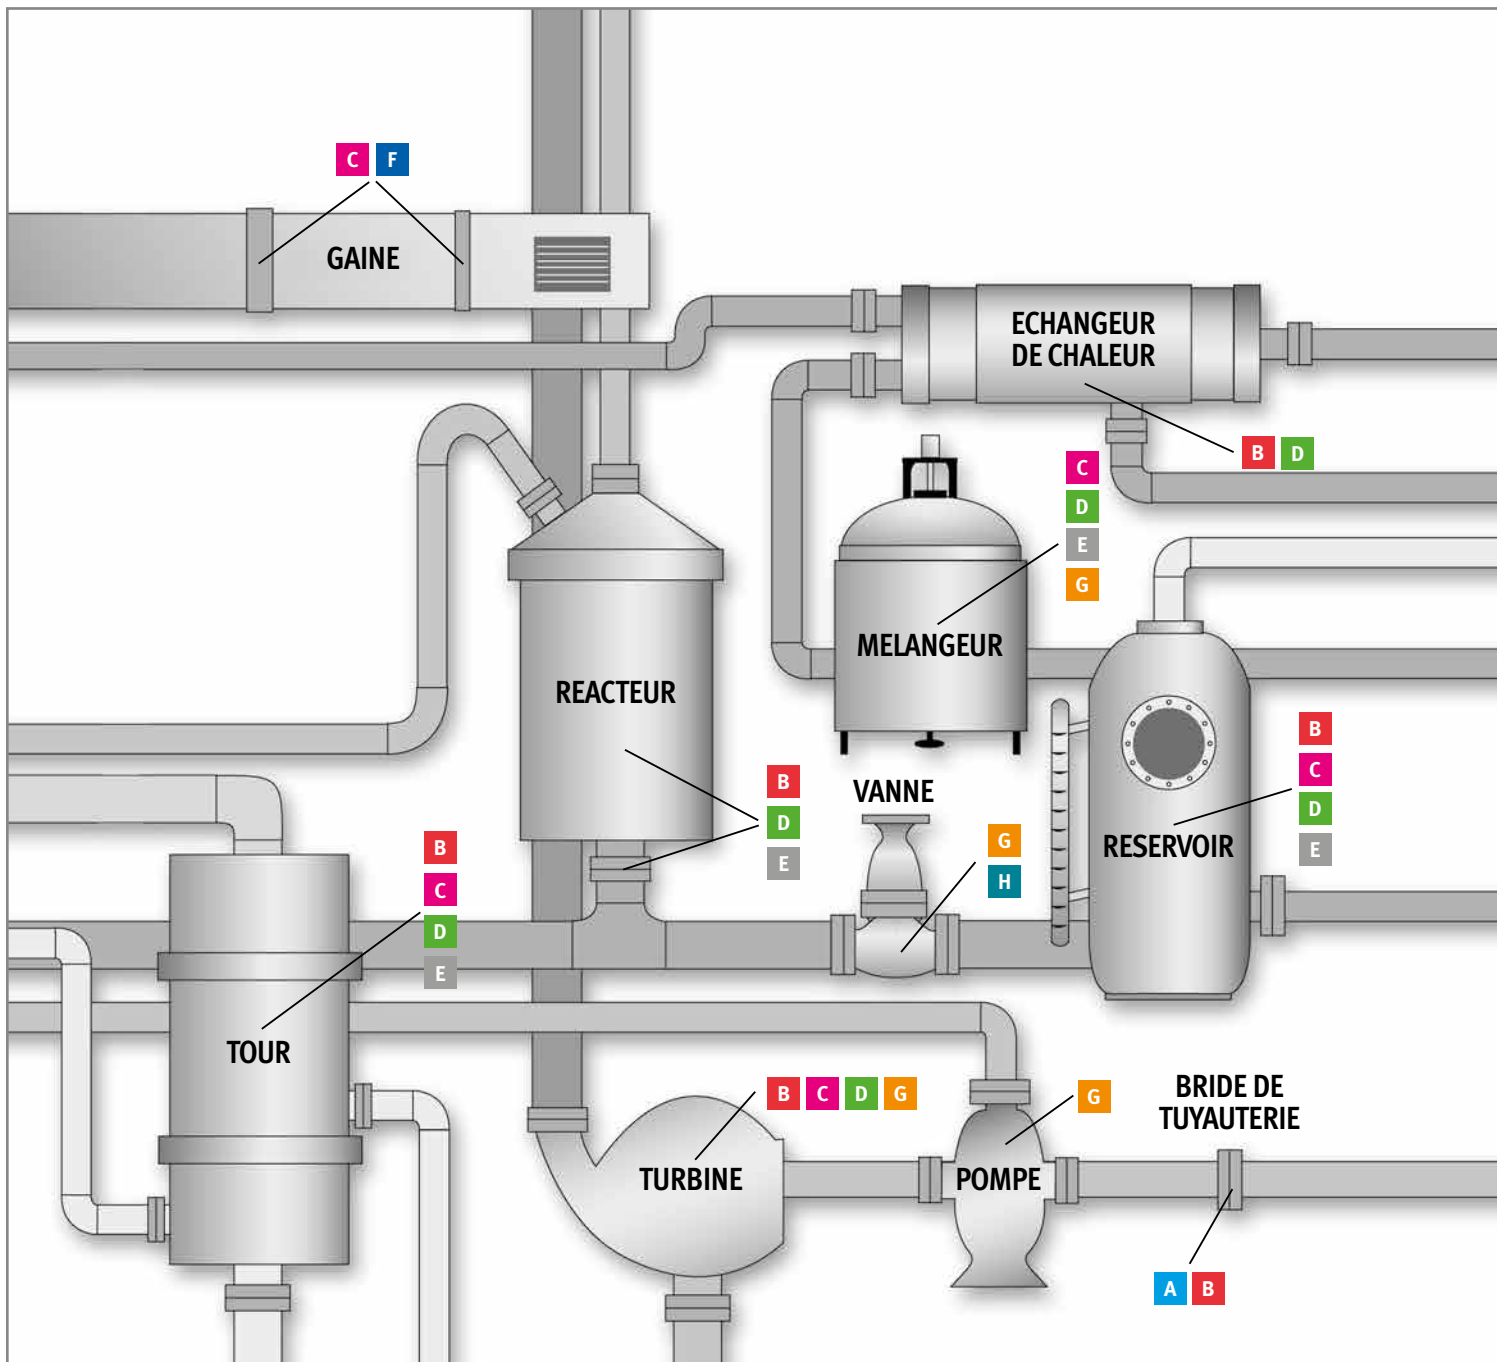 C F
GAINE
ECHANGEUR
DE CHALEUR
B D
C
D
E
G
MELANGEUR
REACTEUR
B
D
E
VANNE
G
H
B
C
D
E
RESERVOIR
B
C
D
E
TOUR
B C D G
TURBINE
G
POMPE
BRIDE DE
TUYAUTERIE
A B